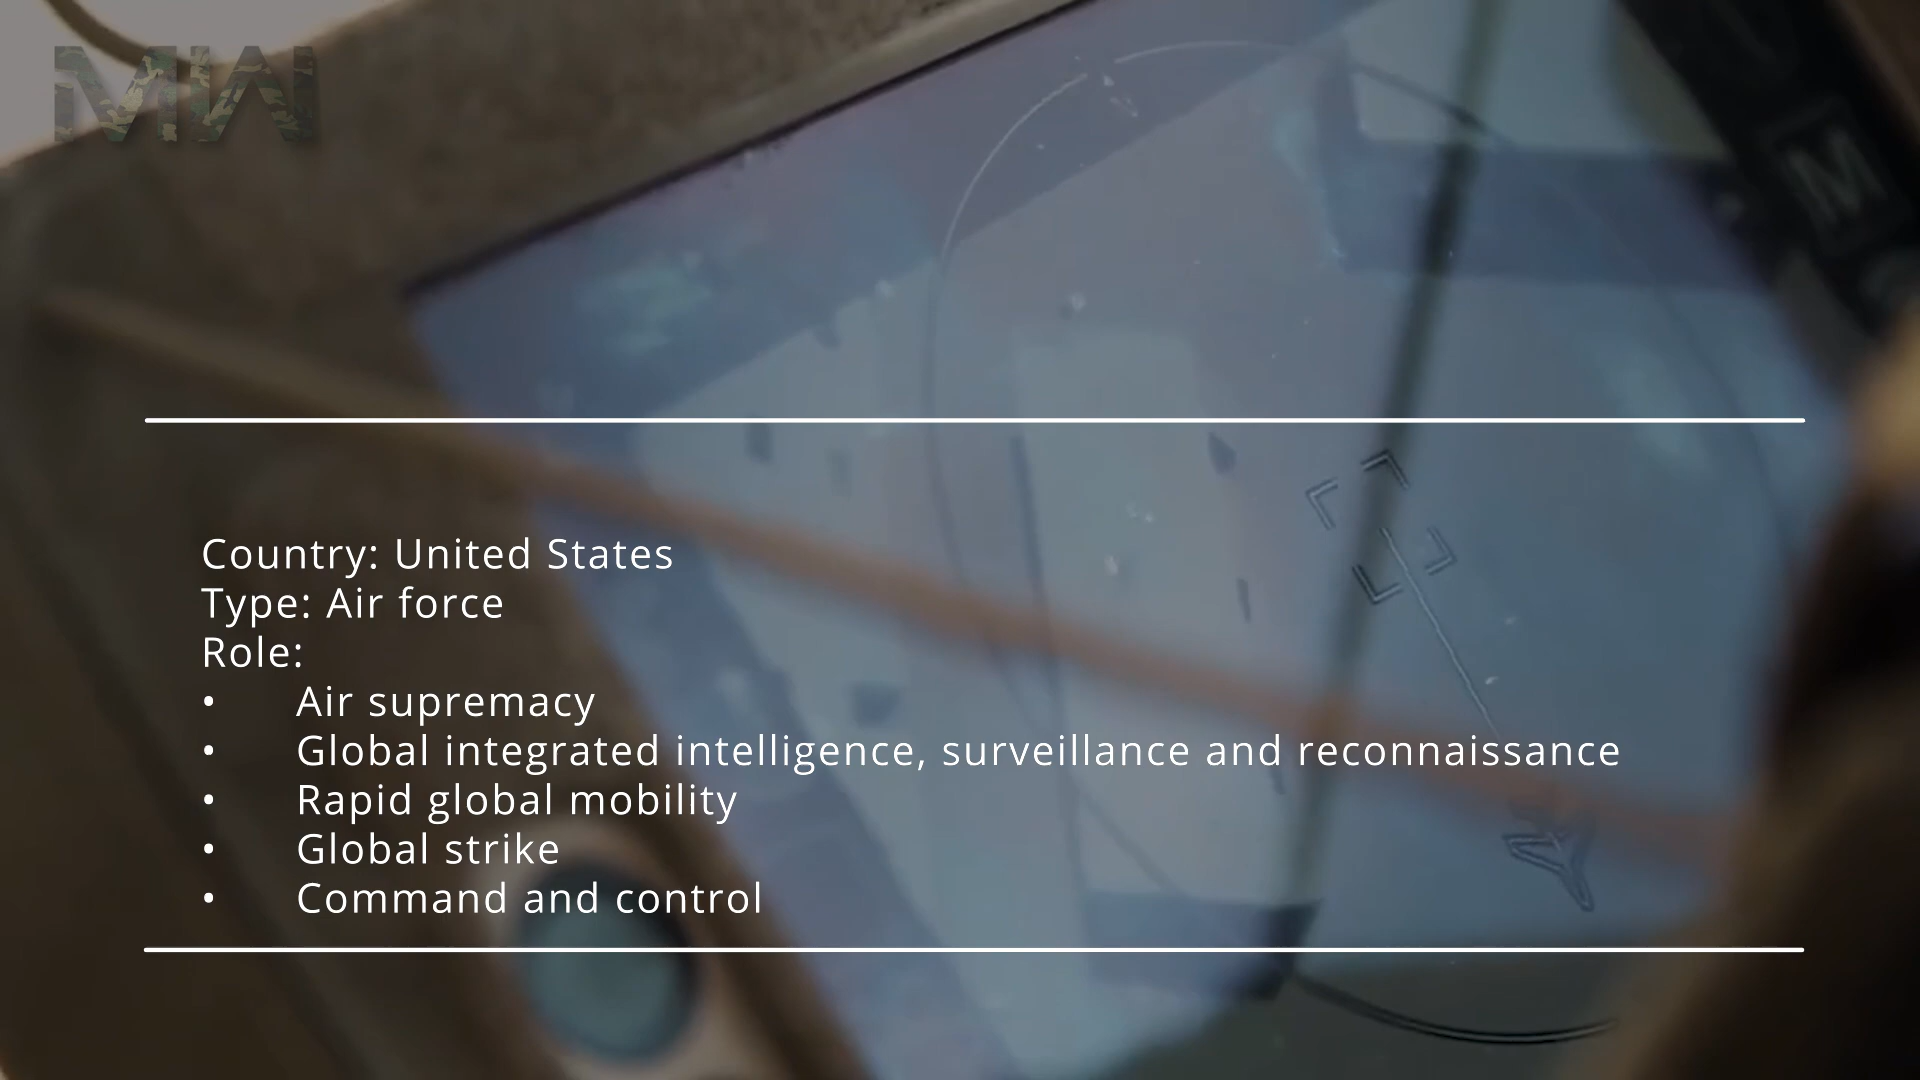 MW
Country: United States
Type: Air force
Role:
• Air supremacy
• Global integrated intelligence, surveillance and reconnaissance
• Rapid global mobility
• Global strike
• Command and control
M